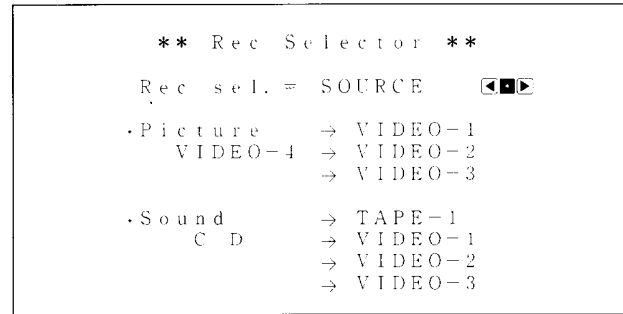 ** Rec Selector **
Rec sel. = SOURCE ◀▪▶
・Picture → VIDEO-1
VIDEO-4 → VIDEO-2
→ VIDEO-3
・Sound → TAPE-1
CD → VIDEO-1
→ VIDEO-2
→ VIDEO-3